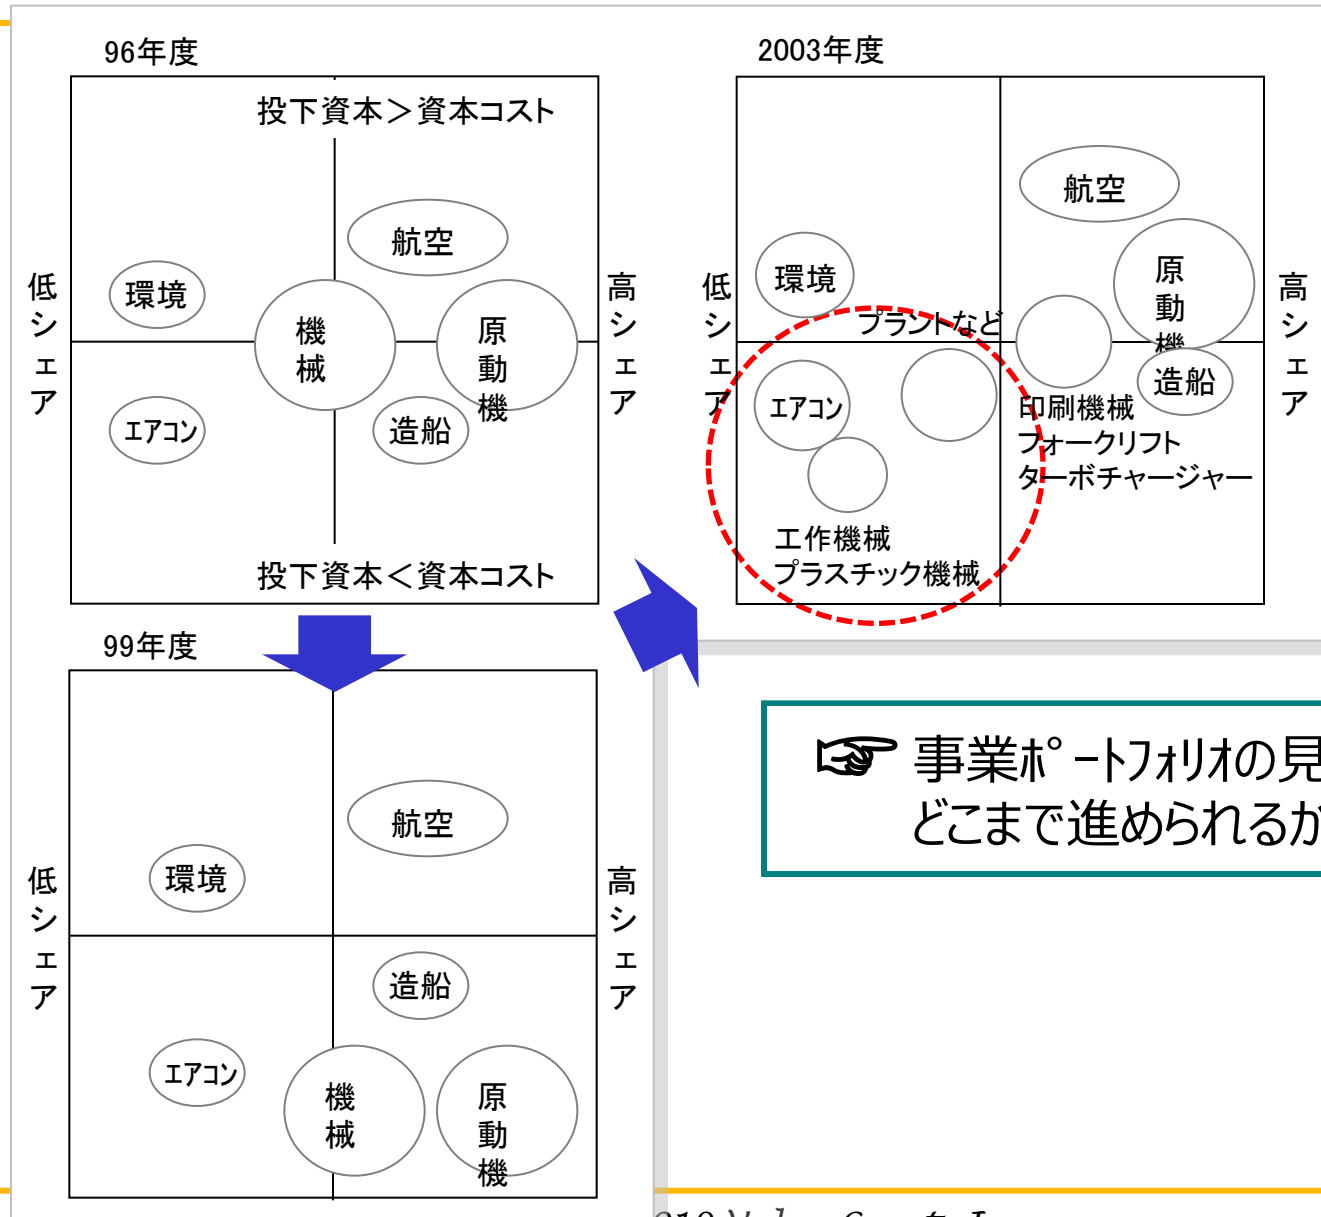 96年度
投下資本＞資本コスト
航空
環境
機械
原動機
エアコン
造船
低シェア
高シェア
投下資本＜資本コスト
2003年度
航空
環境
原動機
プラントなど
エアコン
造船
印刷機械
フォークリフト
ターボチャージャー
工作機械
プラスチック機械
低シェア
高シェア
99年度
航空
環境
造船
エアコン
機械
原動機
低シェア
高シェア
☞ 事業ﾎﾟｰﾄﾌｫﾘｵの見
どこまで進められるか